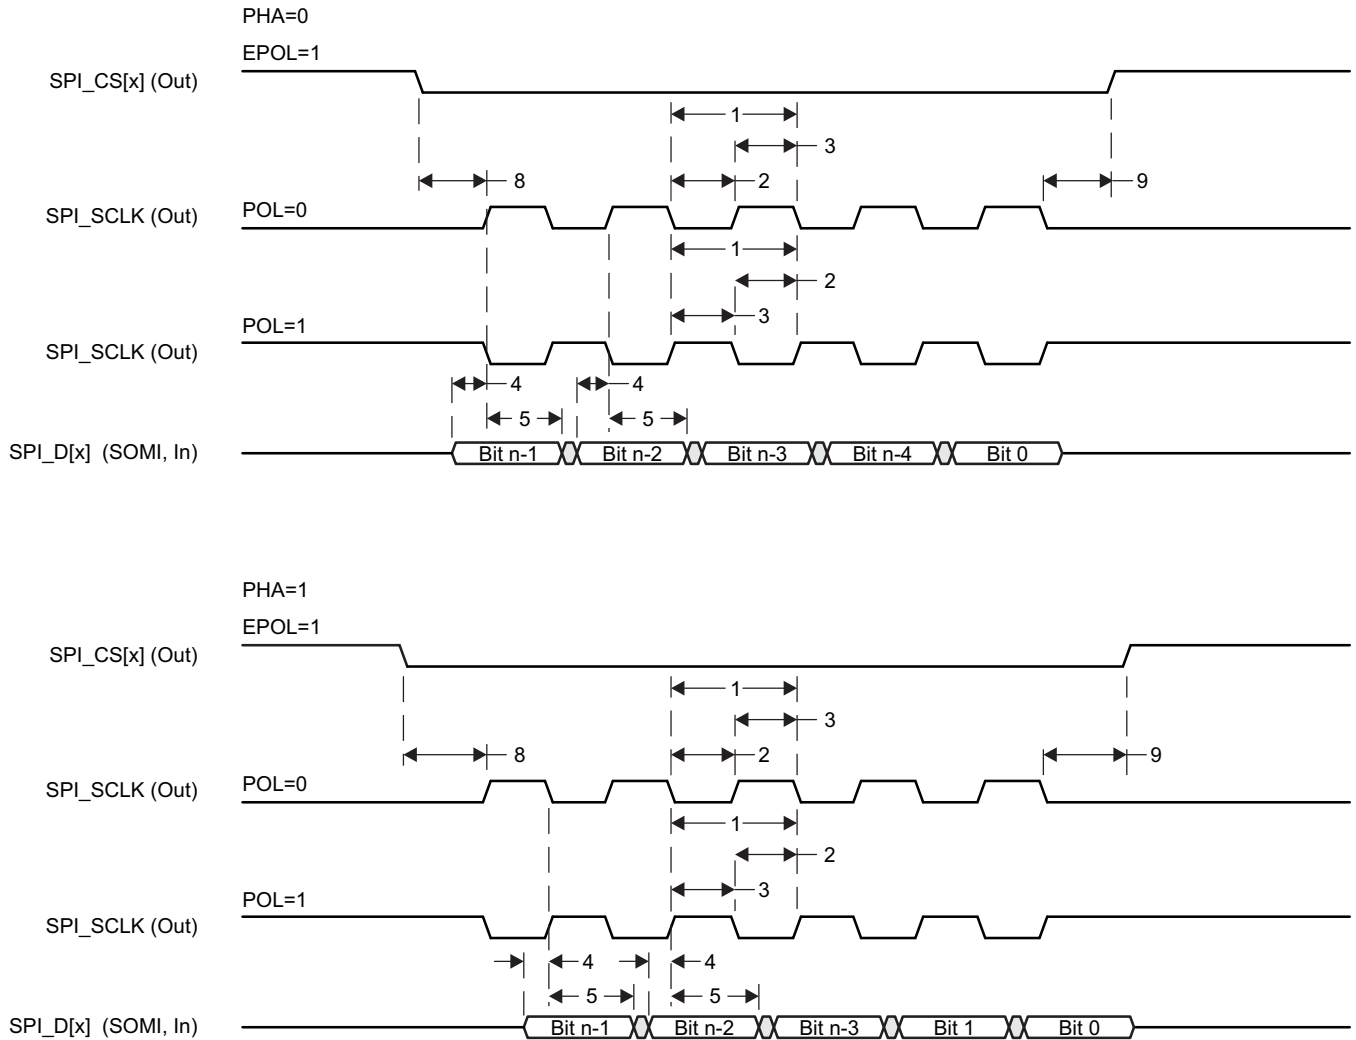 PHA=0
EPOL=1
SPI_CS[x] (Out)
1
3
8
2
9
SPI_SCLK (Out)
POL=0
1
2
3
POL=1
SPI_SCLK (Out)
4
4
5
5
SPI_D[x] (SOMI, In)
Bit n-1
Bit n-2
Bit n-3
Bit n-4
Bit 0
PHA=1
EPOL=1
SPI_CS[x] (Out)
1
3
8
2
9
SPI_SCLK (Out)
POL=0
1
2
3
POL=1
SPI_SCLK (Out)
4
4
5
5
SPI_D[x] (SOMI, In)
Bit n-1
Bit n-2
Bit n-3
Bit 1
Bit 0